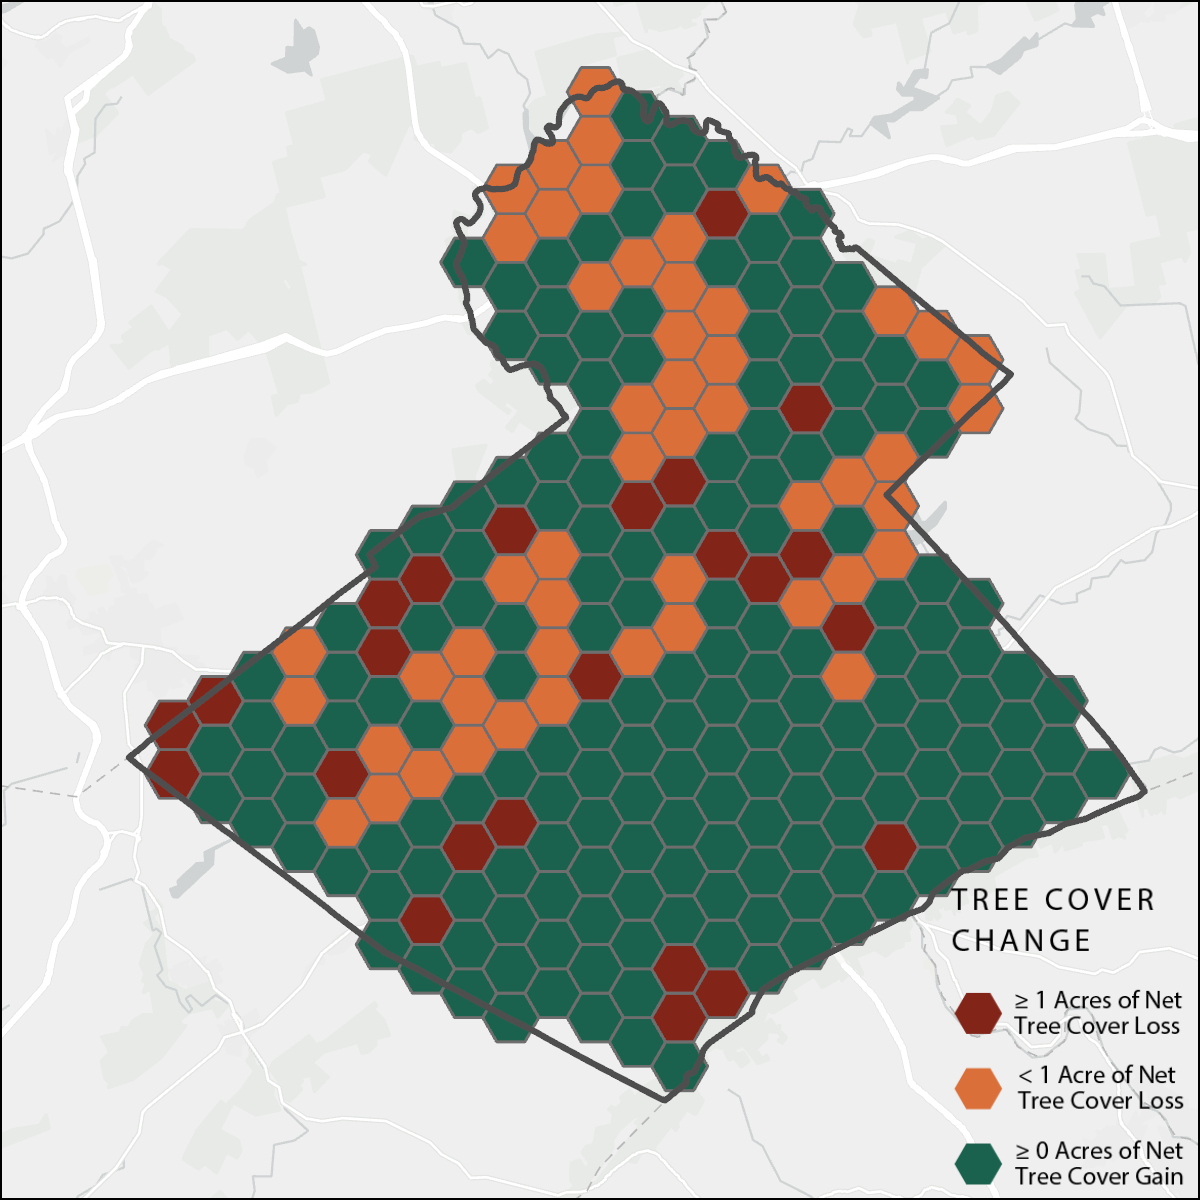 TREE COVER
CHANGE
≥ 1 Acres of Net
Tree Cover Loss
< 1 Acre of Net
Tree Cover Loss
≥ 0 Acres of Net
Tree Cover Gain